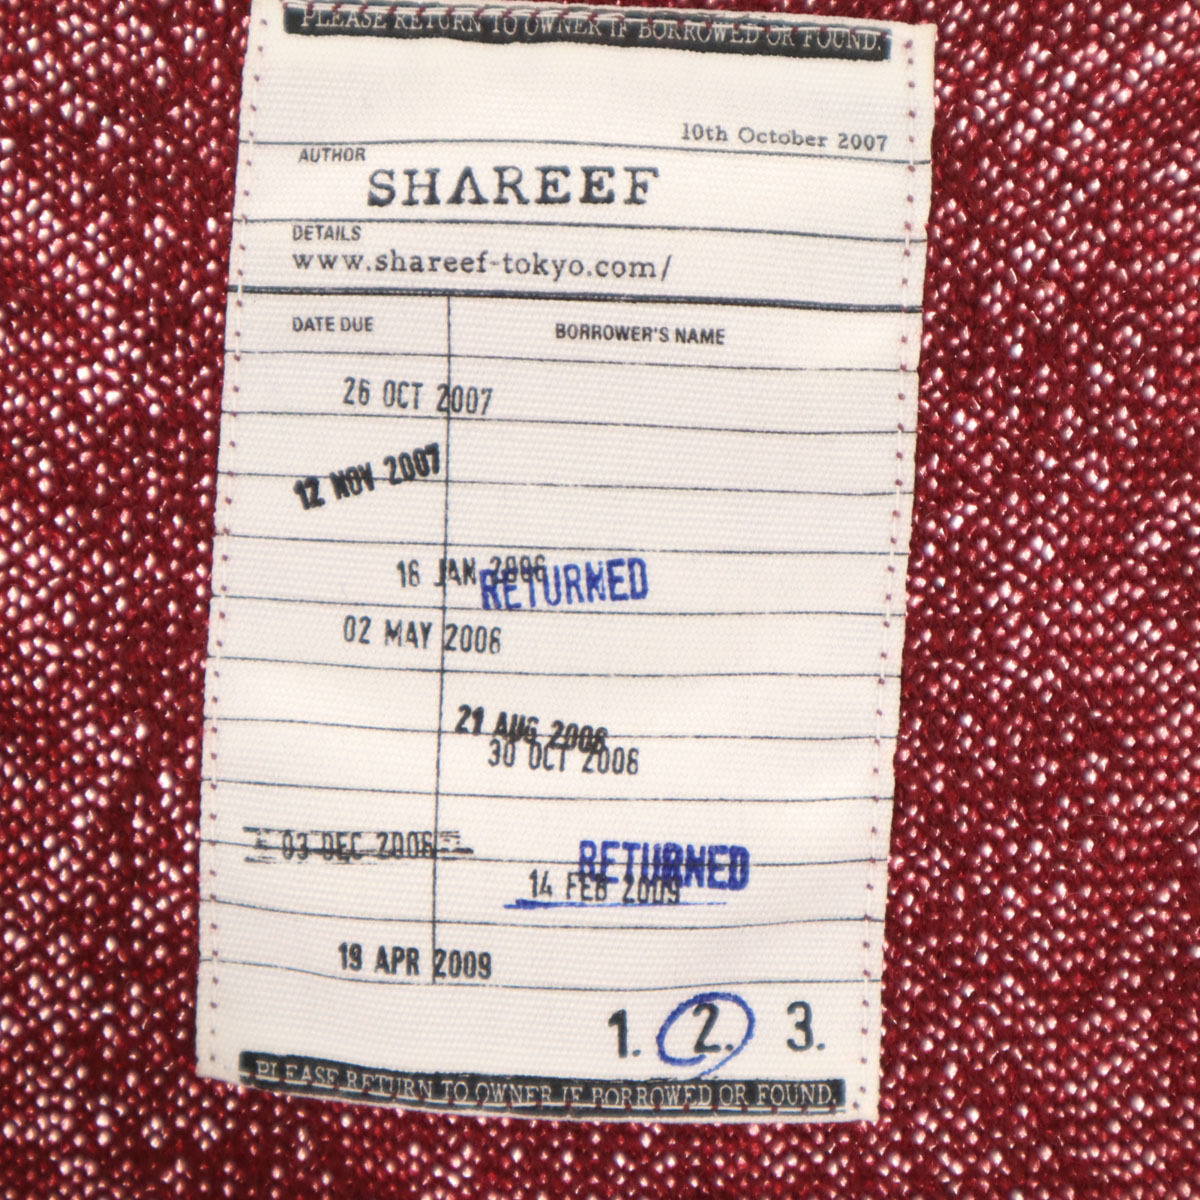 PLEASE RETURN TO OWNER IF BORROWED OR FOUND.
10th October 2007
AUTHOR
SHAREEF
DETAILS
www.shareef-tokyo.com/
DATE DUE
BORROWER'S NAME
26 OCT 2007
12 NOV 2007
16 JAN 2006
RETURNED
02 MAY 2006
21 AUG 2006
30 OCT 2006
03 DEC 2006
RETURNED
14 FEB 2009
19 APR 2009
1. 2. 3.
PLEASE RETURN TO OWNER IF BORROWED OR FOUND.